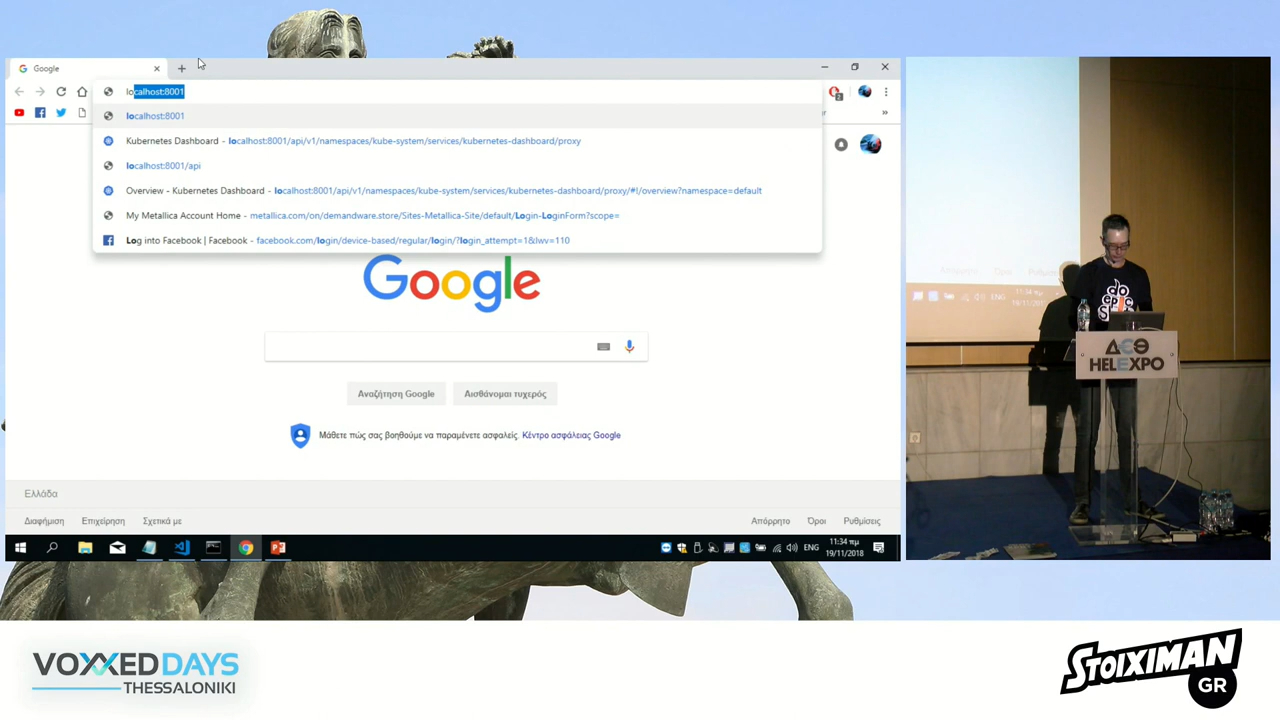 Google
localhost:8001
localhost:8001
Kubernetes Dashboard - localhost:8001/api/v1/namespaces/kube-system/services/kubernetes-dashboard/proxy
localhost:8001/api
Overview - Kubernetes Dashboard - localhost:8001/api/v1/namespaces/kube-system/services/kubernetes-dashboard/proxy/#!/overview?namespace=default
My Metallica Account Home - metallica.com/on/demandware.store/Sites-Metallica-Site/default/Login-LoginForm?scope=
Log into Facebook | Facebook - facebook.com/login/device-based/regular/login/?login_attempt=1&lwv=110
Google
Αναζήτηση Google
Αισθάνομαι τυχερός
Μάθετε πώς σας βοηθούμε να παραμένετε ασφαλείς. Κέντρο ασφάλειας Google
Ελλάδα
Διαφήμιση Επιχείρηση Σχετικά με
Απόρρητο Όροι Ρυθμίσεις
ENG
11:34 πμ
19/11/2018
do
epic
ΔΕΘ
HELEXPO
VOXXED DAYS
THESSALONIKI
STOIXIMAN
GR